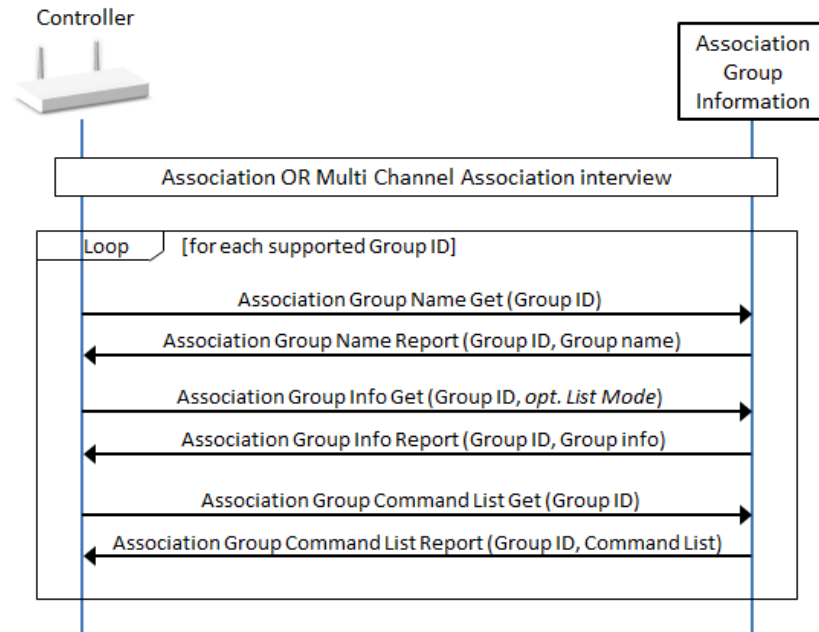 Controller
Association
Group
Information
Association OR Multi Channel Association interview
Loop [for each supported Group ID]
Association Group Name Get (Group ID)
Association Group Name Report (Group ID, Group name)
Association Group Info Get (Group ID, opt. List Mode)
Association Group Info Report (Group ID, Group info)
Association Group Command List Get (Group ID)
Association Group Command List Report (Group ID, Command List)